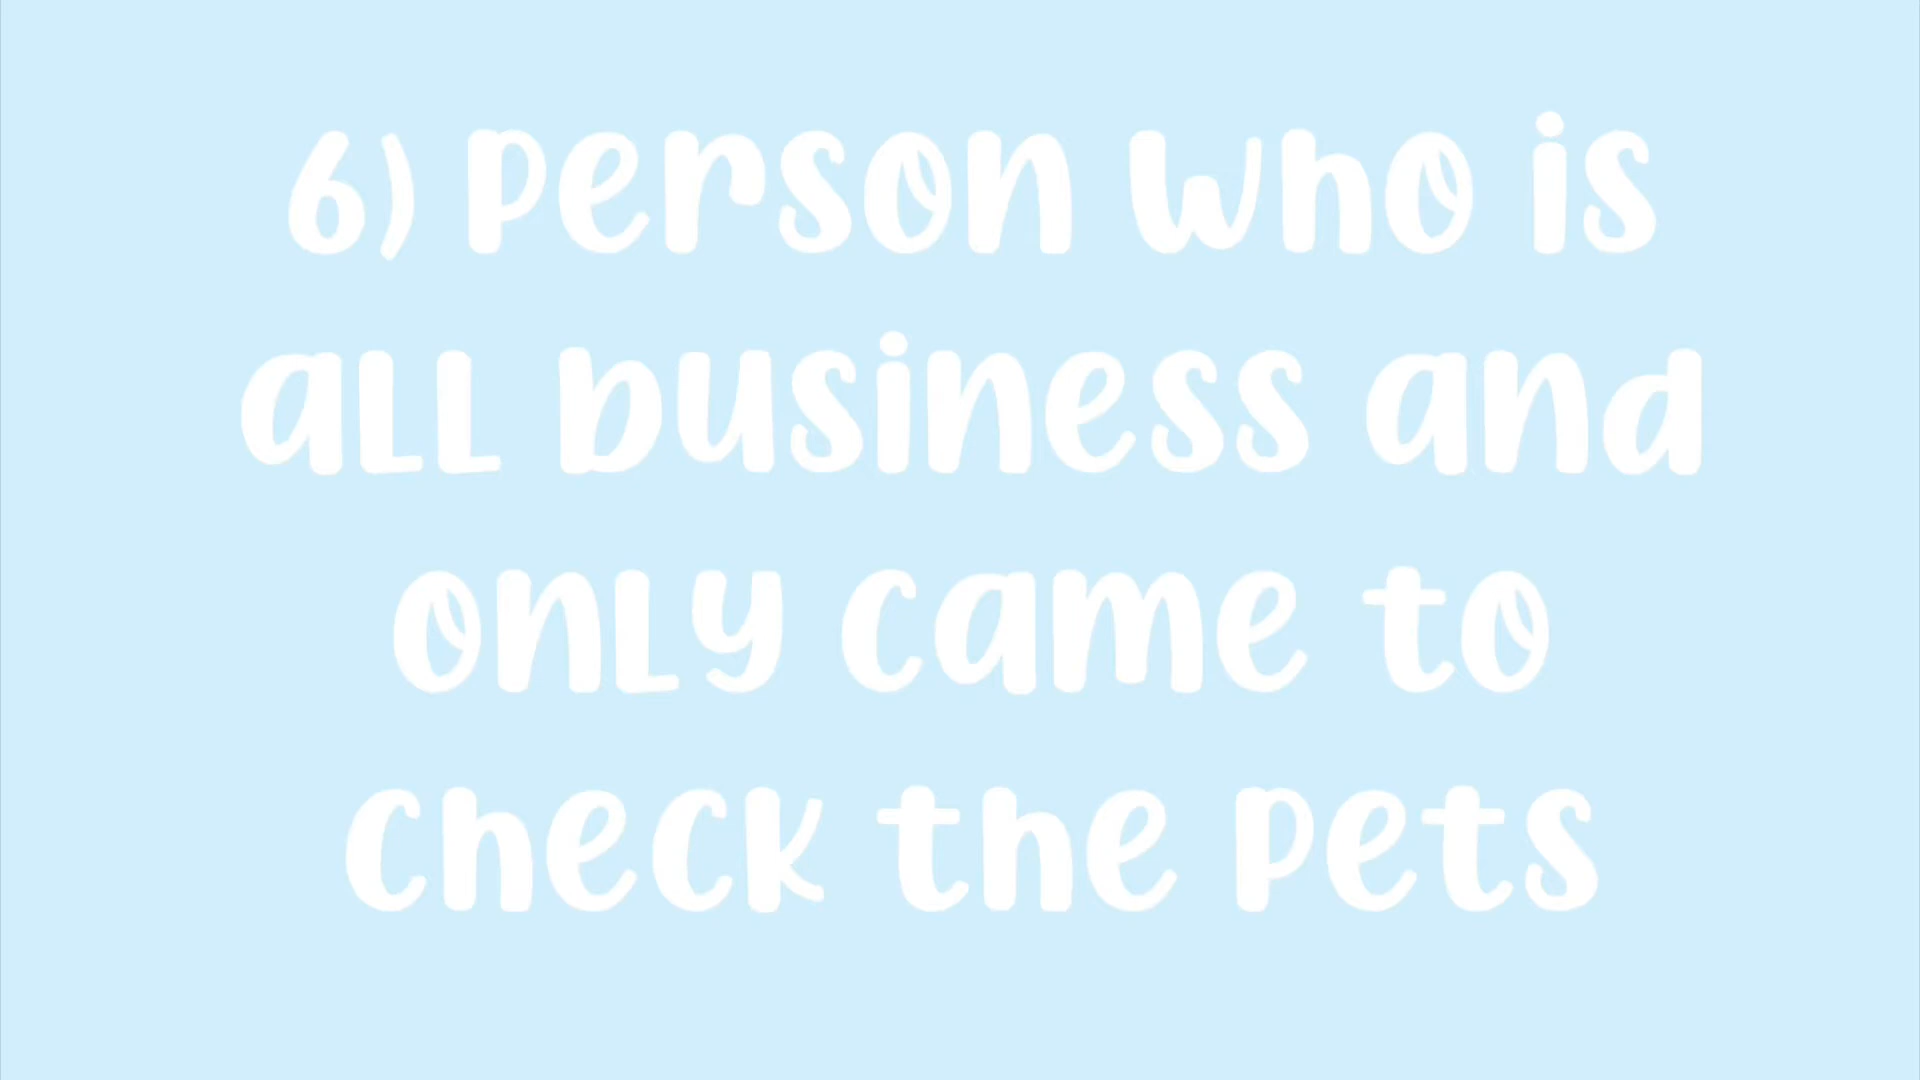 6) Person who is
all business and
only came to
check the pets